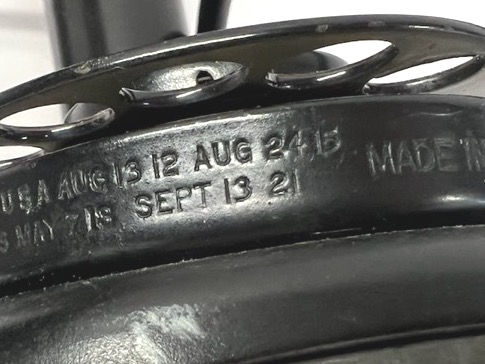 USA AUG 13 12 AUG 24 15 MADE IN
MAY 7 18 SEPT 13 21